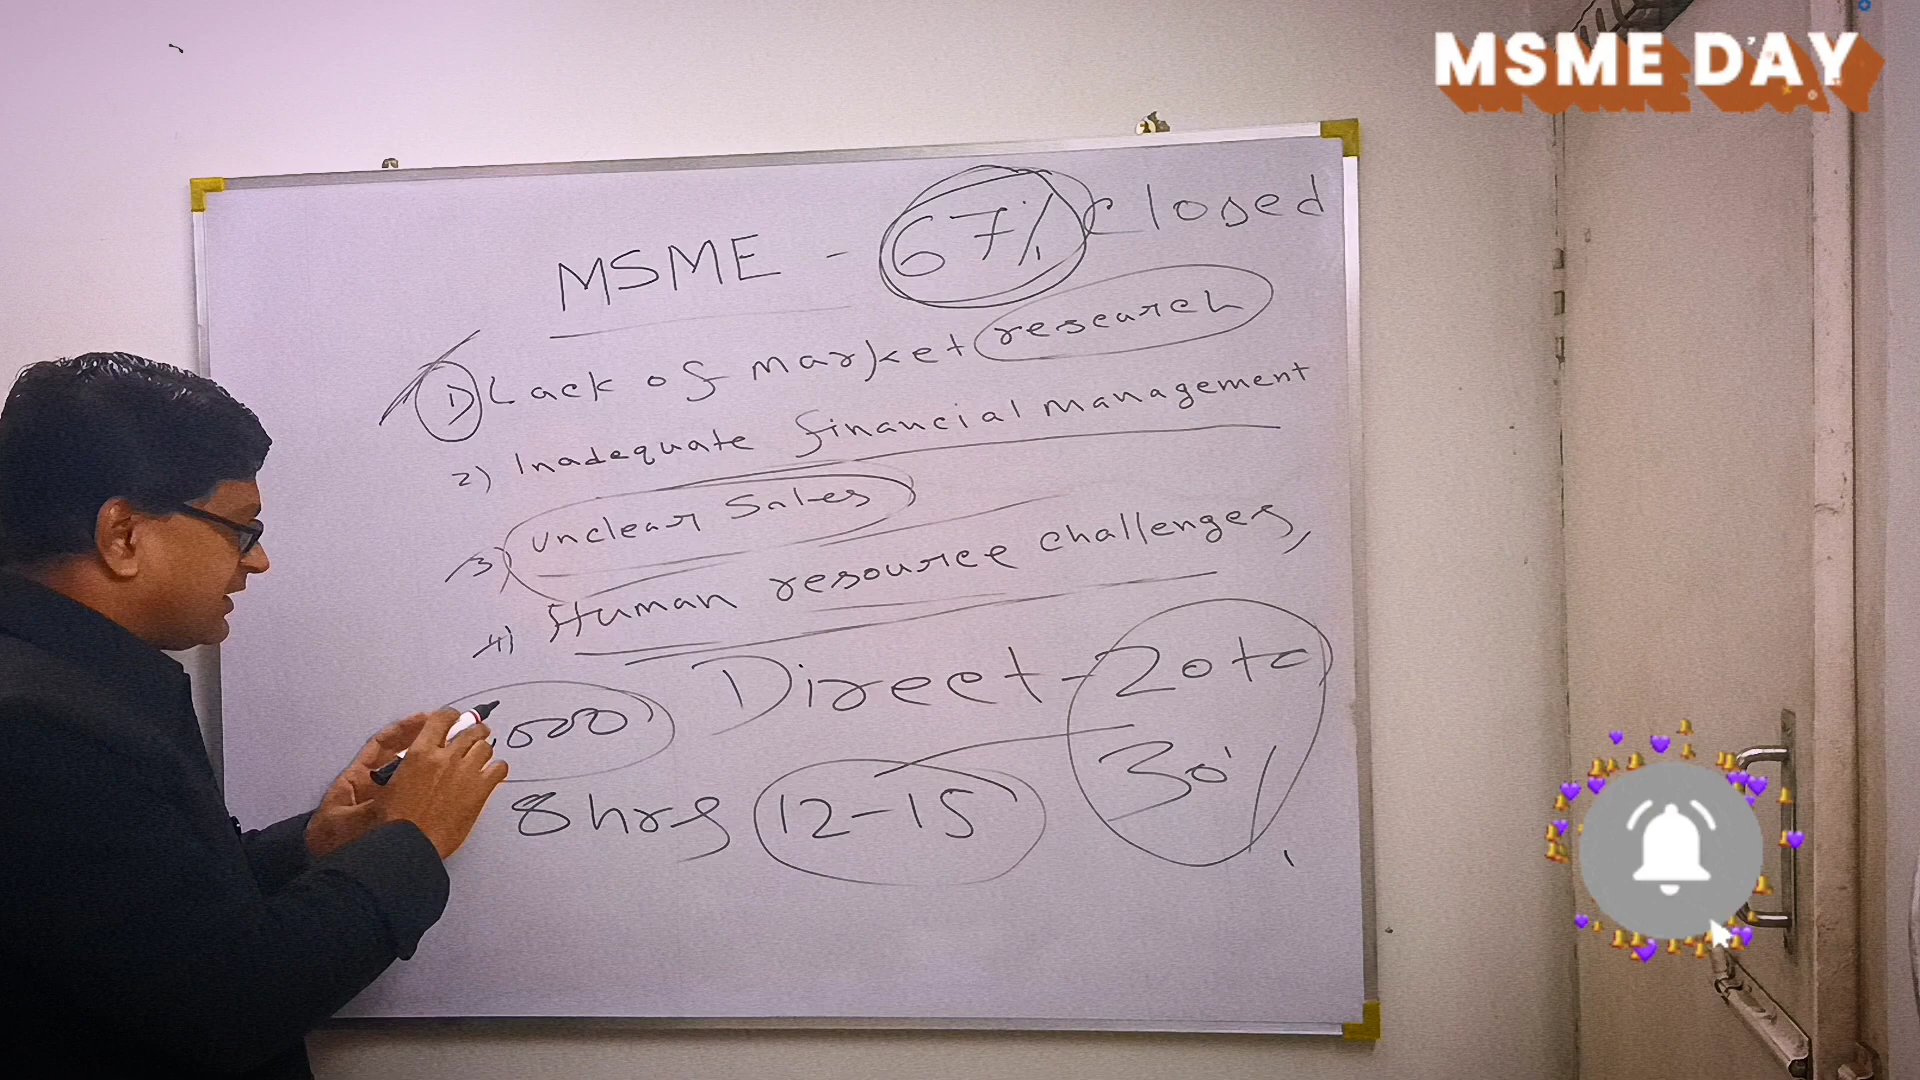 MSME DAY
MSME - 67% closed
1) Lack of market research
2) Inadequate financial management
3) Unclear Sales
4) Human resource challenges,
Direct - 20 to
30%
000
8 hrs 12-15